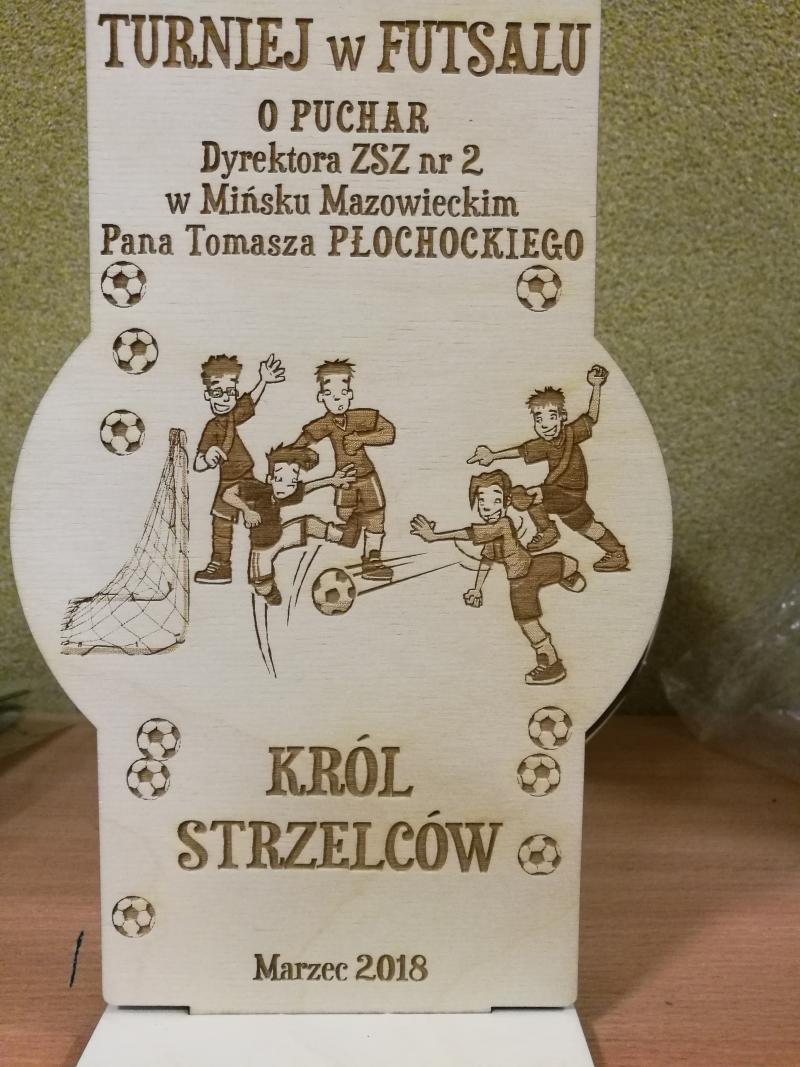 TURNIEJ w FUTSALU
O PUCHAR
Dyrektora ZSZ nr 2
w Mińsku Mazowieckim
Pana Tomasza PŁOCHOCKIEGO
KRÓL
STRZELCÓW
Marzec 2018